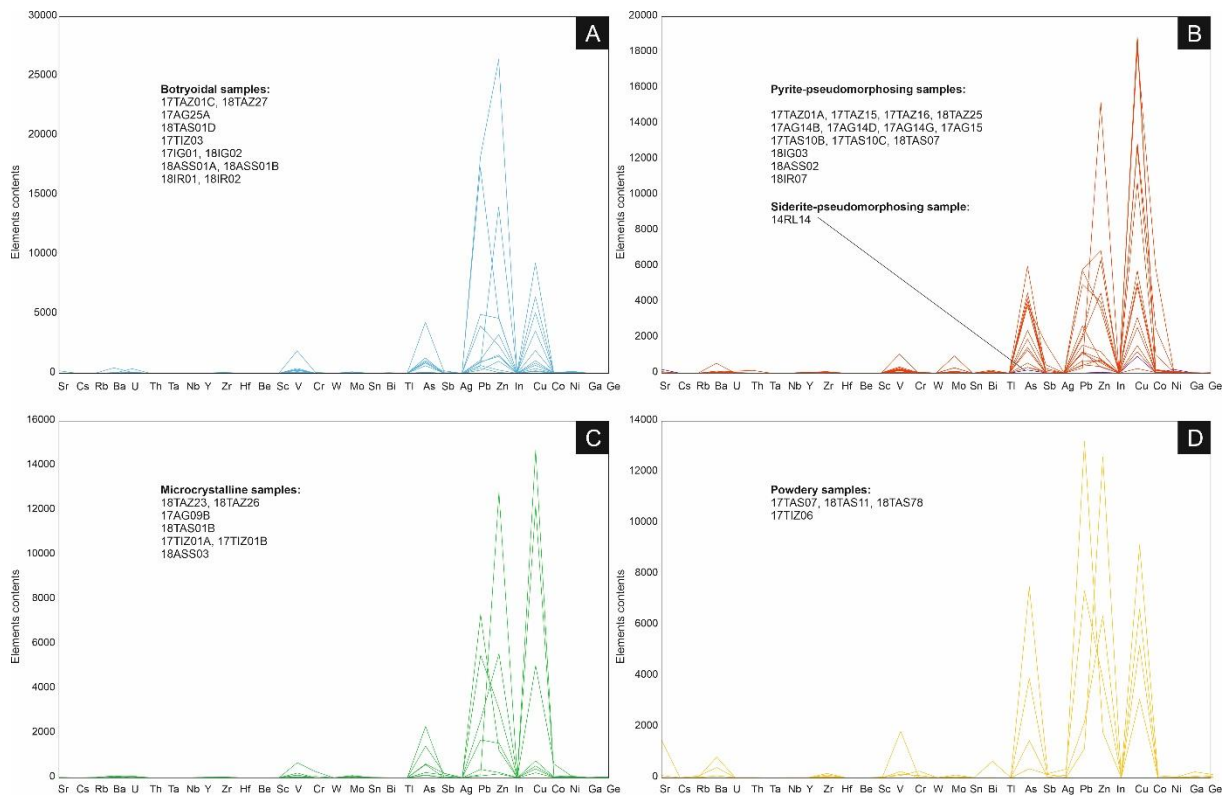 A
30000
25000
20000
15000
10000
5000
0
Elements contents
Botryoidal samples:
17TAZ01C, 18TAZ27
17AG25A
18TAS01D
17TIZ03
17IG01, 18IG02
18ASS01A, 18ASS01B
18IR01, 18IR02
Sr Cs Rb Ba U Th Ta Nb Y Zr Hf Be Sc V Cr W Mo Sn Bi Tl As Sb Ag Pb Zn In Cu Co Ni Ga Ge
B
20000
18000
16000
14000
12000
10000
8000
6000
4000
2000
0
Elements contents
Pyrite-pseudomorphosing samples:
17TAZ01A, 17TAZ15, 17TAZ16, 18TAZ25
17AG14B, 17AG14D, 17AG14G, 17AG15
17TAS10B, 17TAS10C, 18TAS07
18IG03
18ASS02
18IR07
Siderite-pseudomorphosing sample:
14RL14
Sr Cs Rb Ba U Th Ta Nb Y Zr Hf Be Sc V Cr W Mo Sn Bi Tl As Sb Ag Pb Zn In Cu Co Ni Ga Ge
C
16000
14000
12000
10000
8000
6000
4000
2000
0
Elements contents
Microcrystalline samples:
18TAZ23, 18TAZ26
17AG09B
18TAS01B
17TIZ01A, 17TIZ01B
18ASS03
Sr Cs Rb Ba U Th Ta Nb Y Zr Hf Be Sc V Cr W Mo Sn Bi Tl As Sb Ag Pb Zn In Cu Co Ni Ga Ge
D
14000
12000
10000
8000
6000
4000
2000
0
Elements contents
Powdery samples:
17TAS07, 18TAS11, 18TAS78
17TIZ06
Sr Cs Rb Ba U Th Ta Nb Y Zr Hf Be Sc V Cr W Mo Sn Bi Tl As Sb Ag Pb Zn In Cu Co Ni Ga Ge